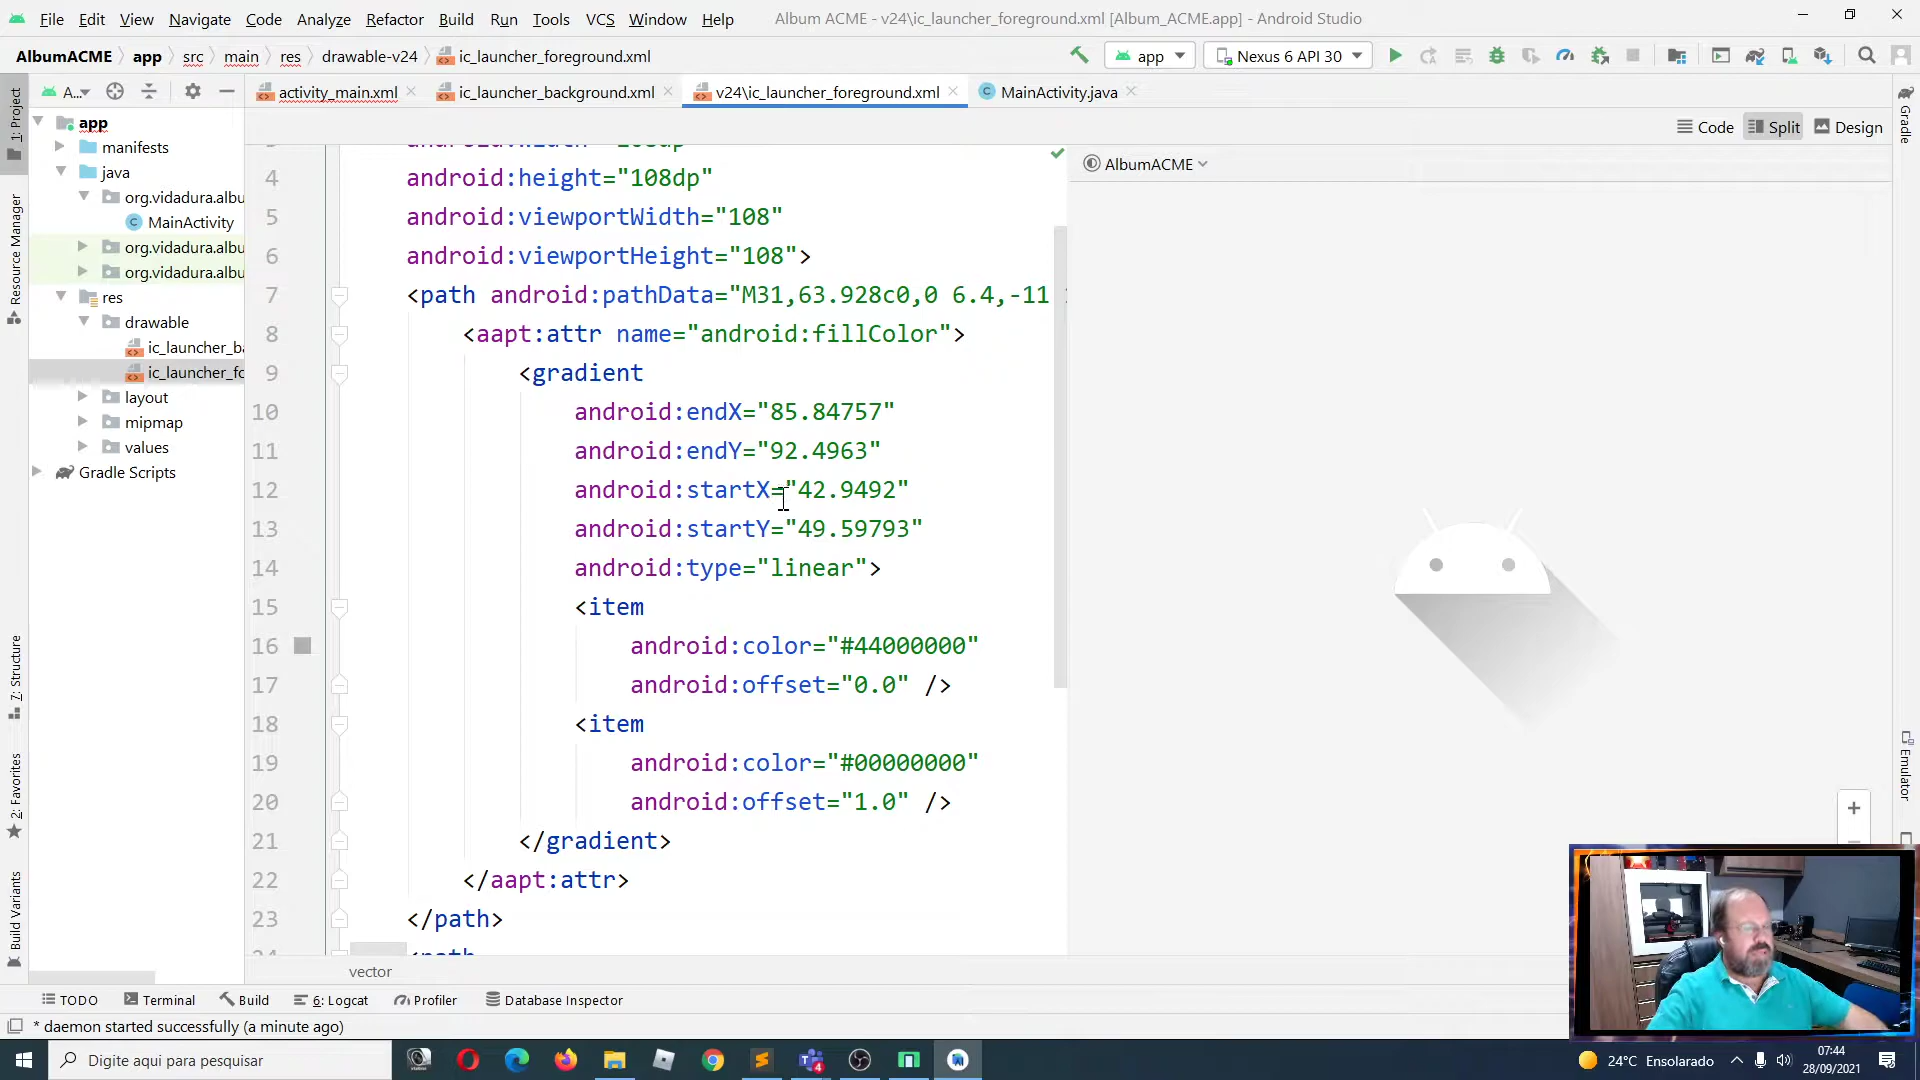 File Edit View Navigate Code Analyze Refactor Build Run Tools VCS Window Help Album ACME - v24\ic_launcher_foreground.xml [Album_ACME.app] - Android Studio
AlbumACME app src main res drawable-v24 ic_launcher_foreground.xml app Nexus 6 API 30
A... activity_main.xml ic_launcher_background.xml v24\ic_launcher_foreground.xml MainActivity.java
Code Split Design
AlbumACME
1: Project
Resource Manager
7: Structure
2: Favorites
Build Variants
Gradle
Emulator
app
manifests
java
org.vidadura.albu
MainActivity
org.vidadura.albu
org.vidadura.albu
res
drawable
ic_launcher_ba
ic_launcher_fo
layout
mipmap
values
Gradle Scripts
4 android:height="108dp"
5 android:viewportWidth="108"
6 android:viewportHeight="108">
7 <path android:pathData="M31,63.928c0,0 6.4,-11
8 <aapt:attr name="android:fillColor">
9 <gradient
10 android:endX="85.84757"
11 android:endY="92.4963"
12 android:startX="42.9492"
13 android:startY="49.59793"
14 android:type="linear">
15 <item
16 android:color="#44000000"
17 android:offset="0.0" />
18 <item
19 android:color="#00000000"
20 android:offset="1.0" />
21 </gradient>
22 </aapt:attr>
23 </path>
vector
TODO Terminal Build 6: Logcat Profiler Database Inspector
* daemon started successfully (a minute ago)
Digite aqui para pesquisar
4
24°C Ensolarado
07:44
28/09/2021